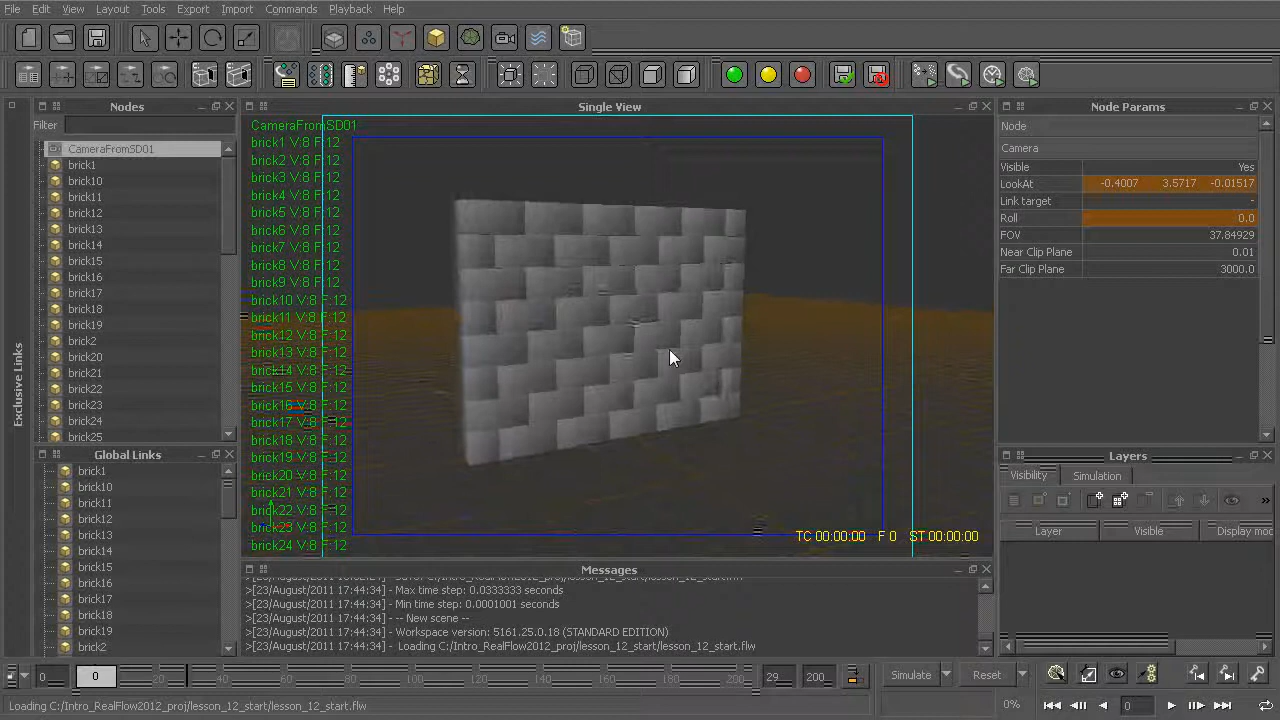 File Edit View Layout Tools Export Import Commands Playback Help
Nodes
Filter
CameraFromSD01
brick1
brick10
brick11
brick12
brick13
brick14
brick15
brick16
brick17
brick18
brick19
brick2
brick20
brick21
brick22
brick23
brick24
brick25
Exclusive Links
Global Links
brick1
brick10
brick11
brick12
brick13
brick14
brick15
brick16
brick17
brick18
brick19
brick2
Single View
CameraFromSD01
brick1 V:8 F:12
brick2 V:8 F:12
brick3 V:8 F:12
brick4 V:8 F:12
brick5 V:8 F:12
brick6 V:8 F:12
brick7 V:8 F:12
brick8 V:8 F:12
brick9 V:8 F:12
brick10 V:8 F:12
brick11 V:8 F:12
brick12 V:8 F:12
brick13 V:8 F:12
brick14 V:8 F:12
brick15 V:8 F:12
brick16 V:8 F:12
brick17 V:8 F:12
brick18 V:8 F:12
brick19 V:8 F:12
brick20 V:8 F:12
brick21 V:8 F:12
brick22 V:8 F:12
brick23 V:8 F:12
brick24 V:8 F:12
TC 00:00:00 F 0 ST 00:00:00
Messages
>[23/August/2011 17:44:34] - Max time step: 0.0333333 seconds
>[23/August/2011 17:44:34] - Min time step: 0.0001001 seconds
>[23/August/2011 17:44:34] - -- New scene --
>[23/August/2011 17:44:34] - Workspace version: 5161.25.0.18 (STANDARD EDITION)
>[23/August/2011 17:44:34] - Loading C:/Intro_RealFlow2012_proj/lesson_12_start/lesson_12_start.flw
Node Params
Node
Camera
Visible Yes
LookAt -0.4007 3.5717 -0.01517
Link target -
Roll 0.0
FOV 37.84929
Near Clip Plane 0.01
Far Clip Plane 3000.0
Layers
Visibility Simulation
»
Layer Visible Display mod
0 0 20 40 60 80 100 120 140 160 180 200 29 200 Simulate Reset
Loading C:/Intro_RealFlow2012_proj/lesson_12_start/lesson_12_start.flw 0% 0